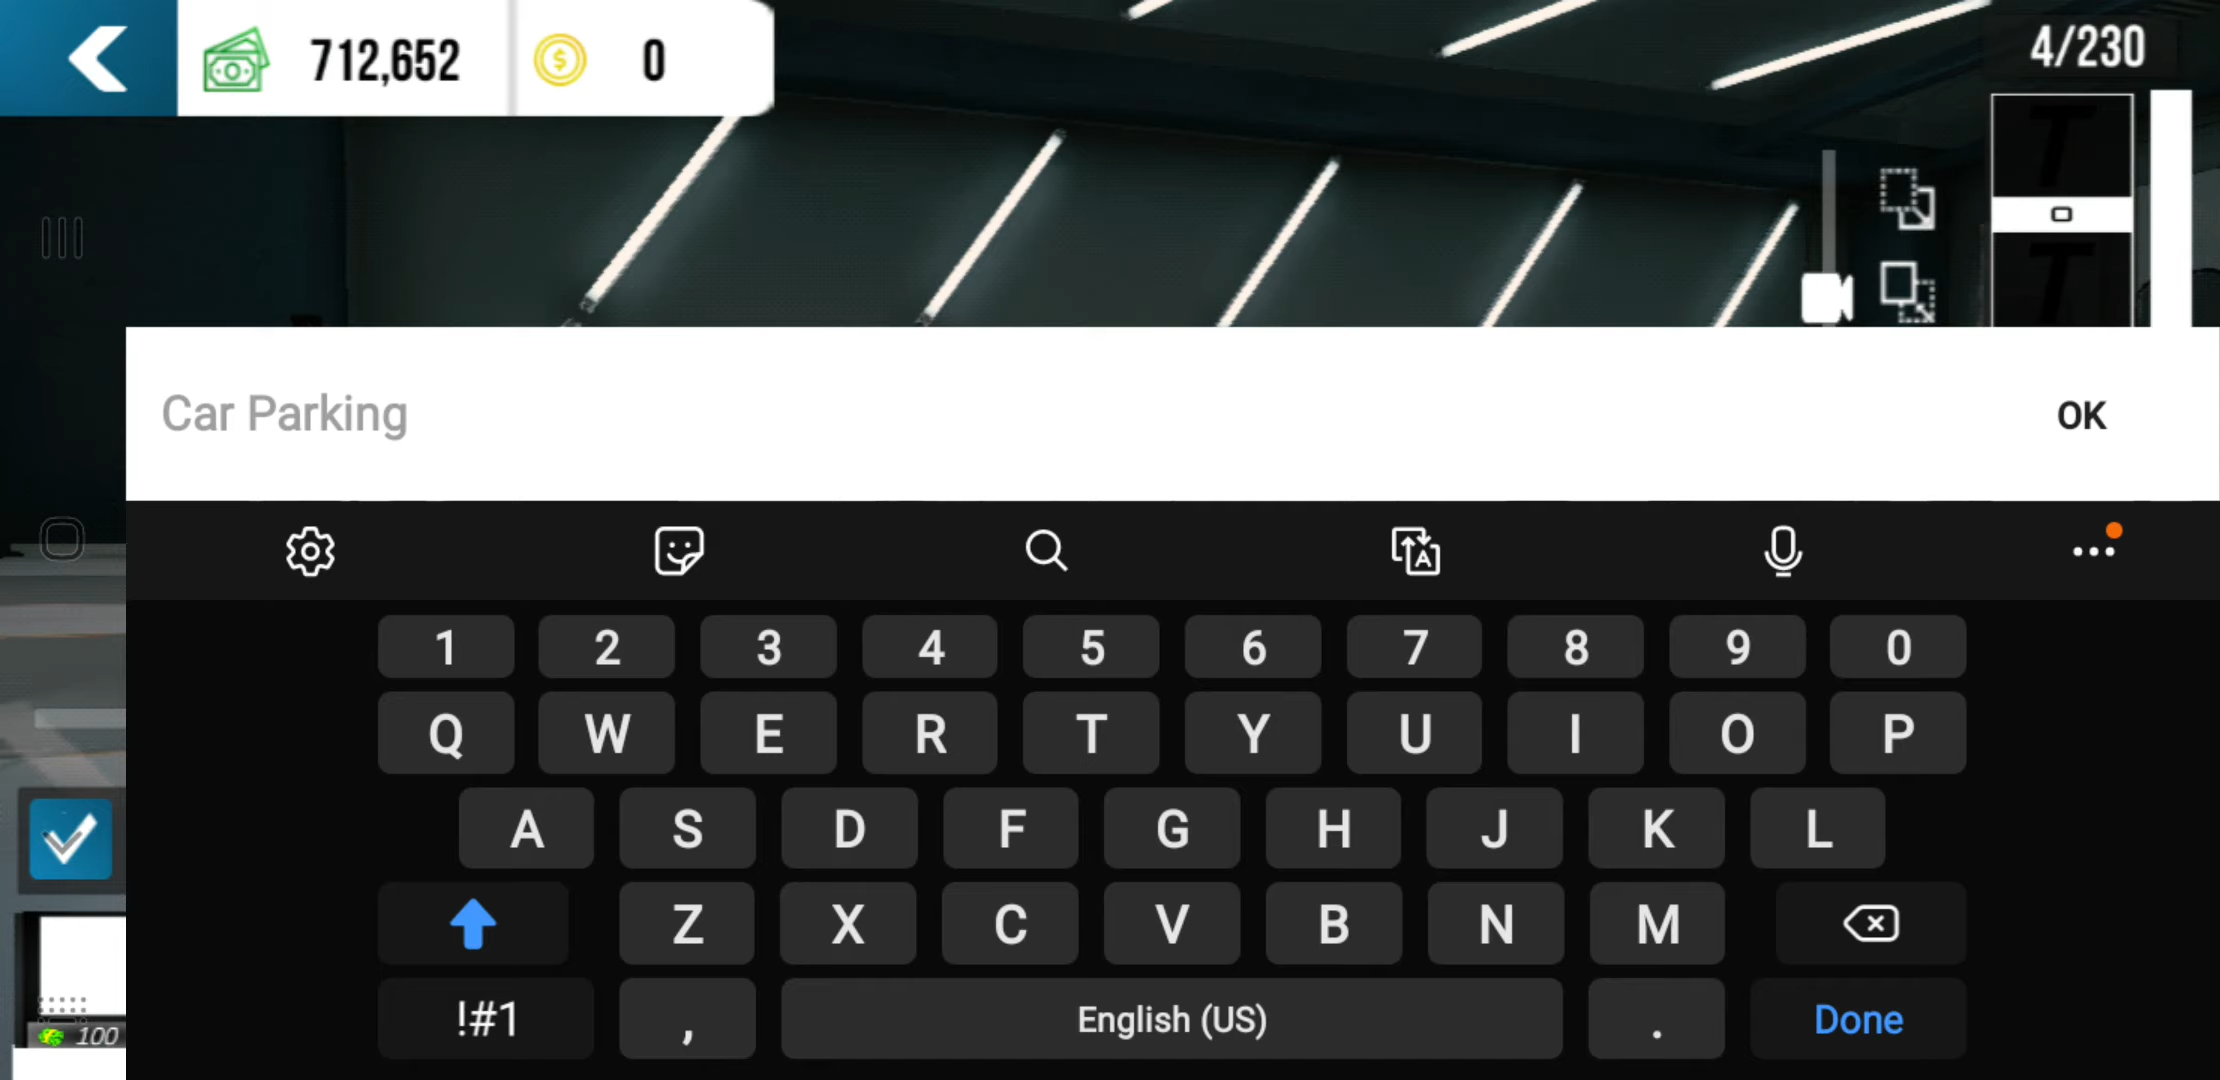 712,652 0
4/230
T
T
Car Parking OK
1 2 3 4 5 6 7 8 9 0
Q W E R T Y U I O P
A S D F G H J K L
Z X C V B N M
!#1 , English (US) . Done
100